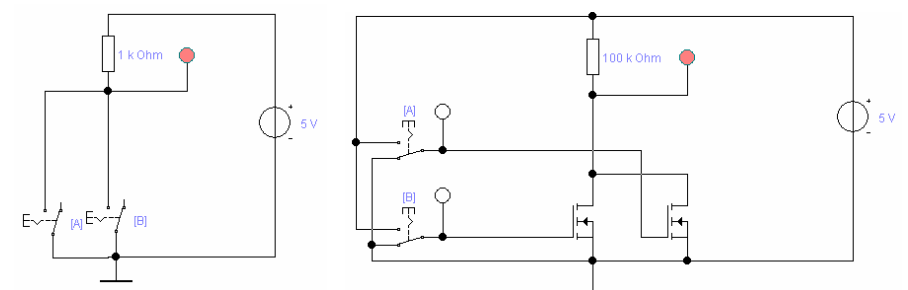 1 k Ohm
+
5 V
-
[A]
[B]
100 k Ohm
+
5 V
-
[A]
[B]